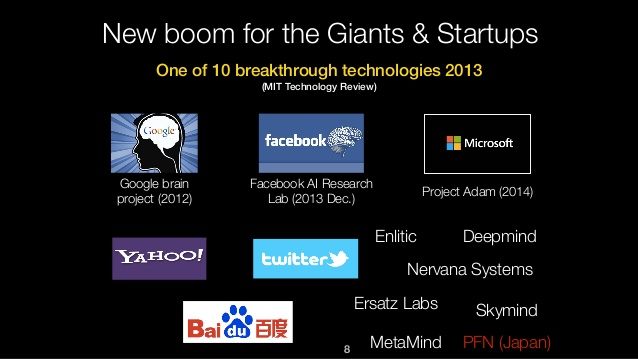 New boom for the Giants & Startups
One of 10 breakthrough technologies 2013
(MIT Technology Review)
Google
facebook
Microsoft
Google brain
project (2012)
Facebook AI Research
Lab (2013 Dec.)
Project Adam (2014)
YAHOO!
twitter
Enlitic
Deepmind
Nervana Systems
Bai du 百度
Ersatz Labs
Skymind
MetaMind
PFN (Japan)
8